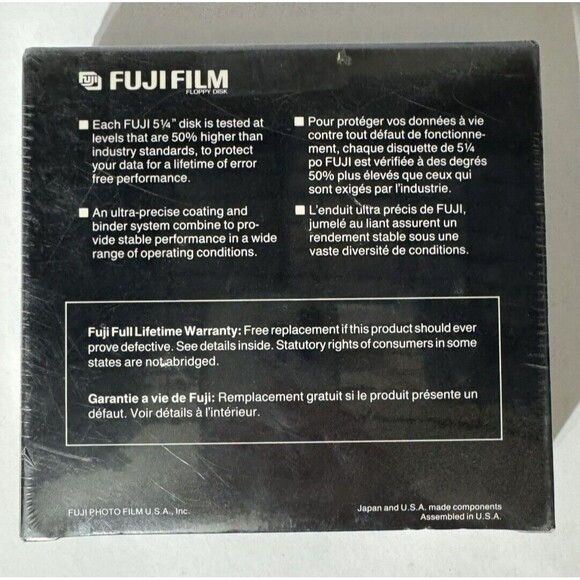 FUJI FUJIFILM
FLOPPY DISK
Each FUJI 5¼" disk is tested at
levels that are 50% higher than
industry standards, to protect
your data for a lifetime of error
free performance.
An ultra-precise coating and
binder system combine to pro-
vide stable performance in a wide
range of operating conditions.
Pour protéger vos données à vie
contre tout défaut de fonctionne-
ment, chaque disquette de 5¼
po FUJI est vérifiée à des degrés
50% plus élevés que ceux qui
sont exigés par l'industrie.
L'enduit ultra précis de FUJI,
jumelé au liant assurent un
rendement stable sous une
vaste diversité de conditions.
Fuji Full Lifetime Warranty: Free replacement if this product should ever
prove defective. See details inside. Statutory rights of consumers in some
states are not abridged.
Garantie a vie de Fuji: Remplacement gratuit si le produit présente un
défaut. Voir détails à l'intérieur.
FUJI PHOTO FILM U.S.A., Inc.
Japan and U.S.A. made components
Assembled in U.S.A.